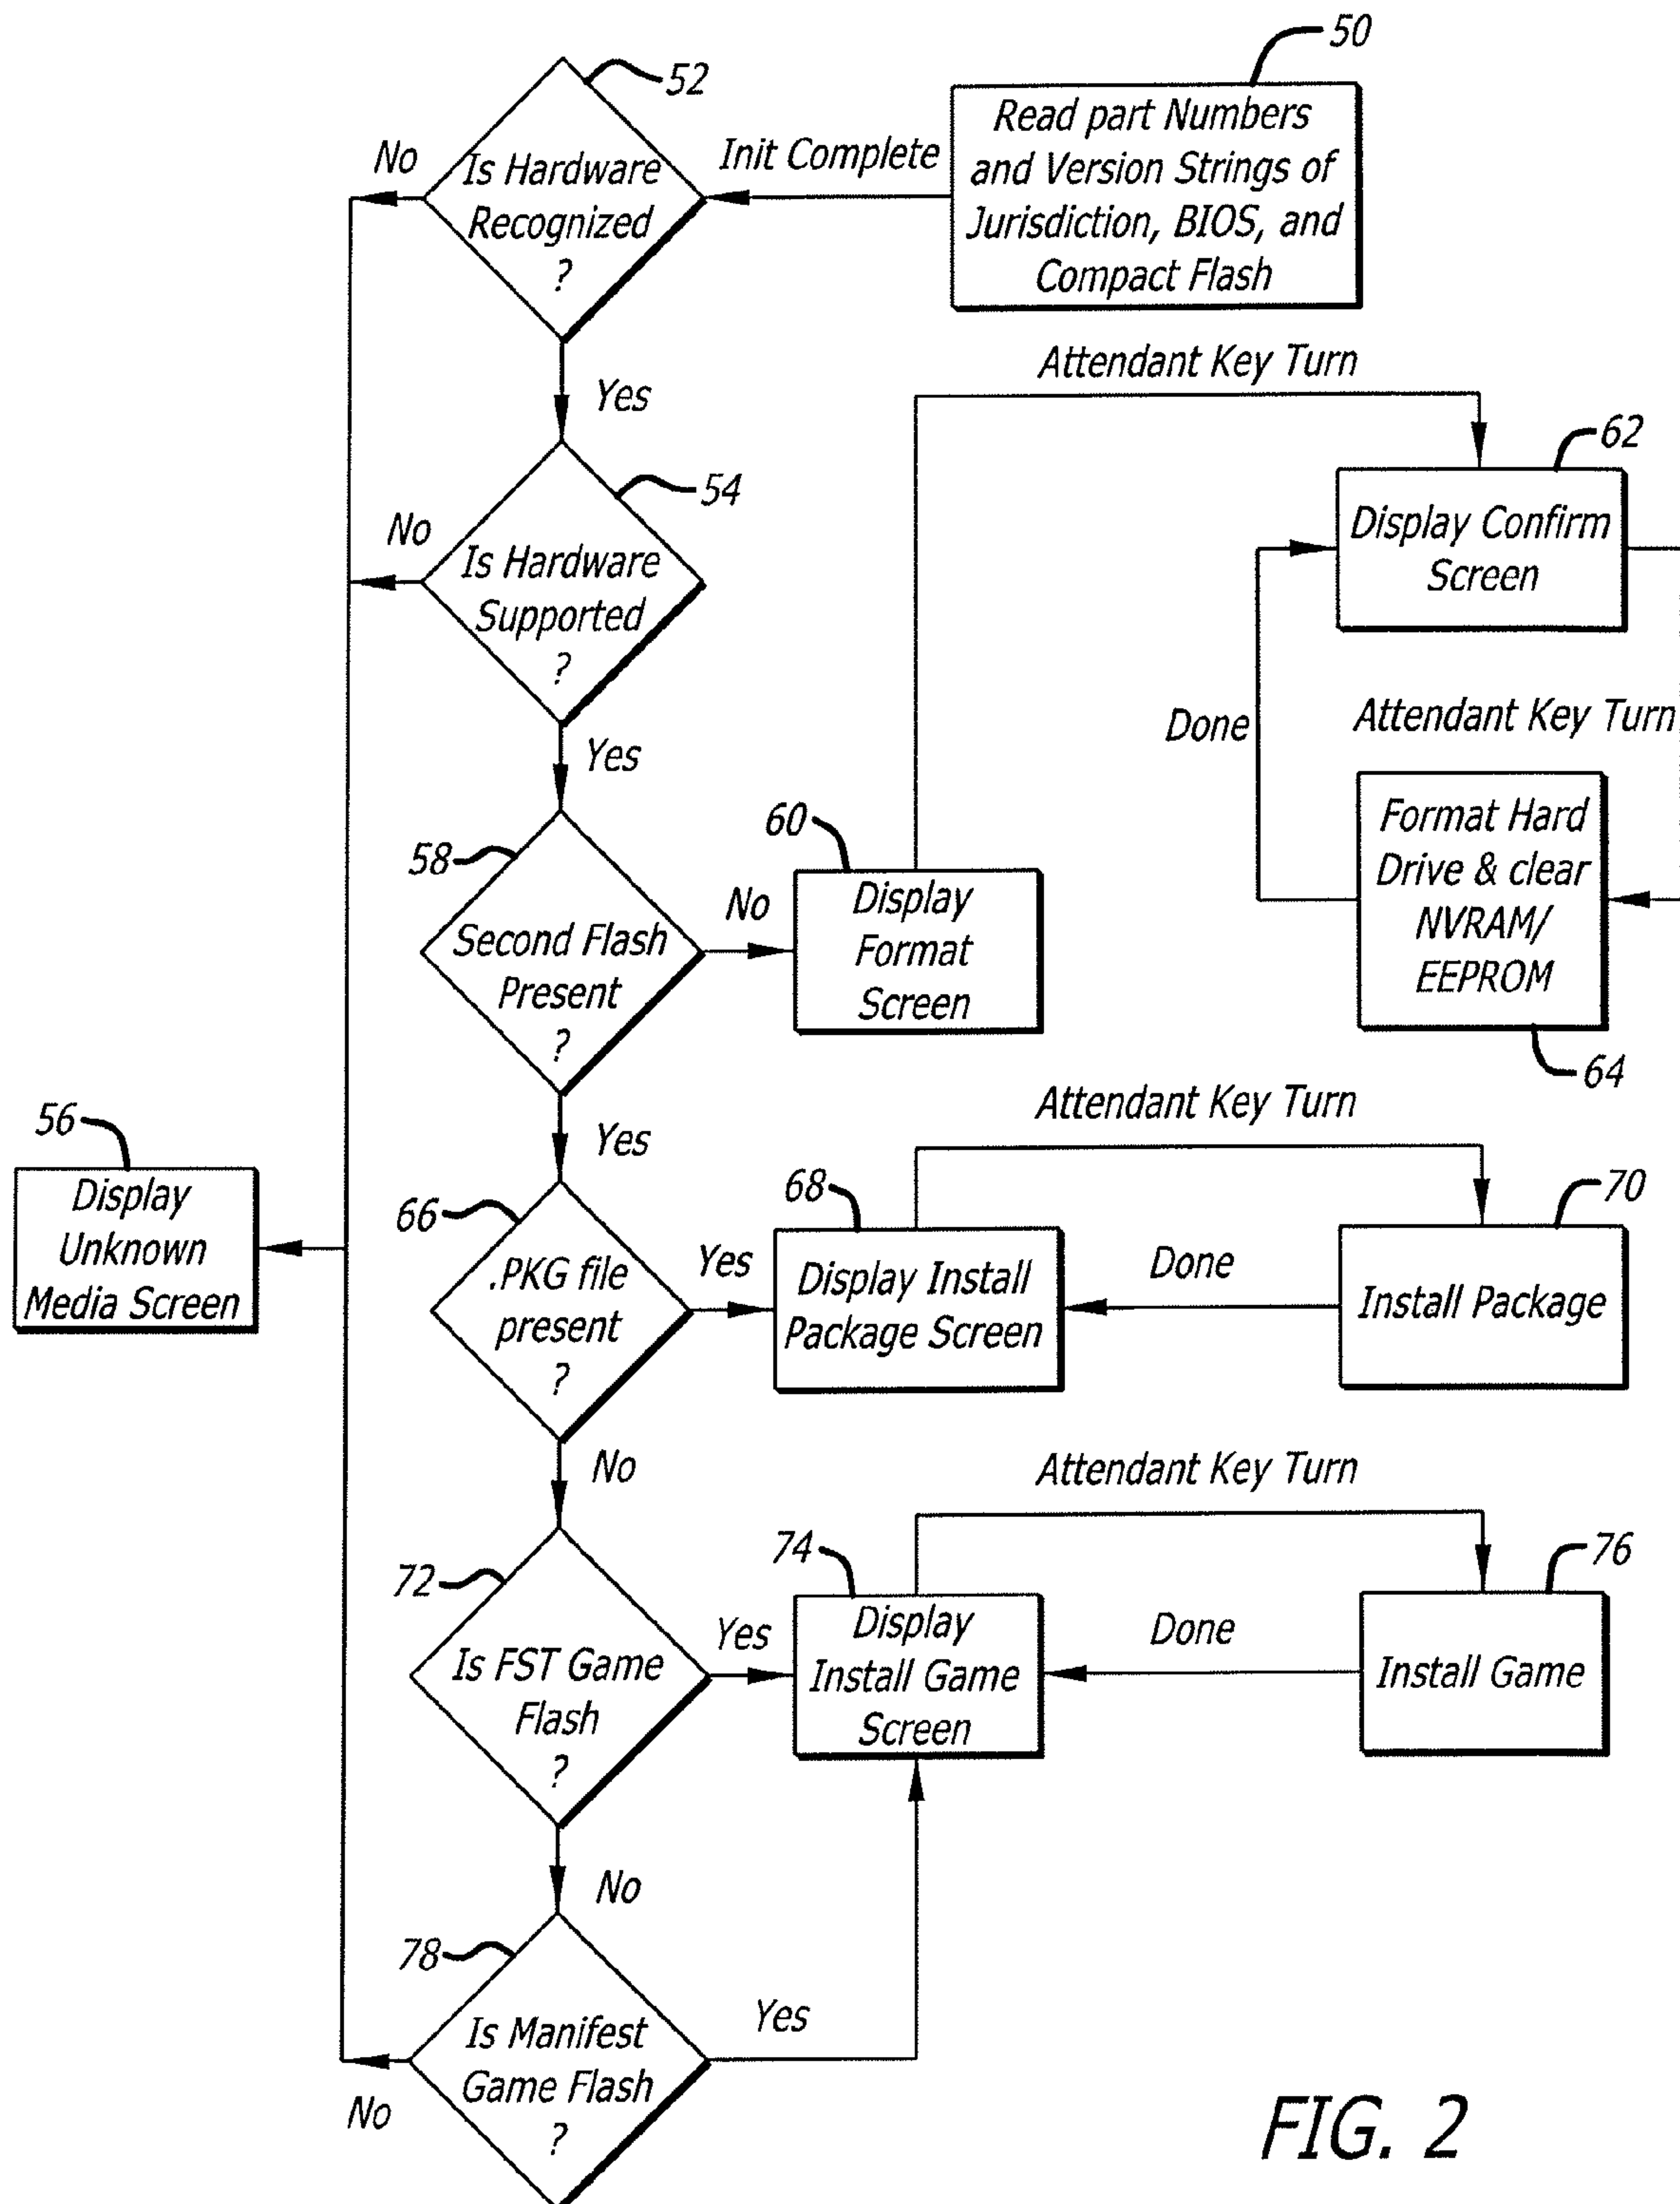 50
Read part Numbers
and Version Strings of
Jurisdiction, BIOS, and
Compact Flash
Init Complete
52
Is Hardware
Recognized
?
No
Yes
54
Is Hardware
Supported
?
No
Yes
58
Second Flash
Present
?
No
Yes
60
Display
Format
Screen
Attendant Key Turn
62
Display Confirm
Screen
Attendant Key Turn
Done
Format Hard
Drive & clear
NVRAM/
EEPROM
64
56
Display
Unknown
Media Screen
66
.PKG file
present
?
Yes
No
68
Display Install
Package Screen
Attendant Key Turn
Done
70
Install Package
72
Is FST Game
Flash
?
Yes
No
74
Display
Install Game
Screen
Attendant Key Turn
Done
76
Install Game
78
Is Manifest
Game Flash
?
Yes
No
FIG. 2